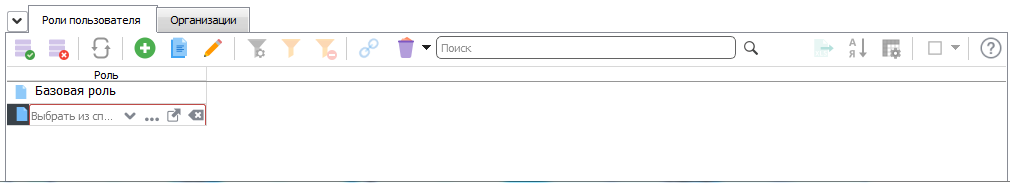 Роли пользователя
Организации
Поиск
А
Я
Роль
Базовая роль
Выбрать из сп...